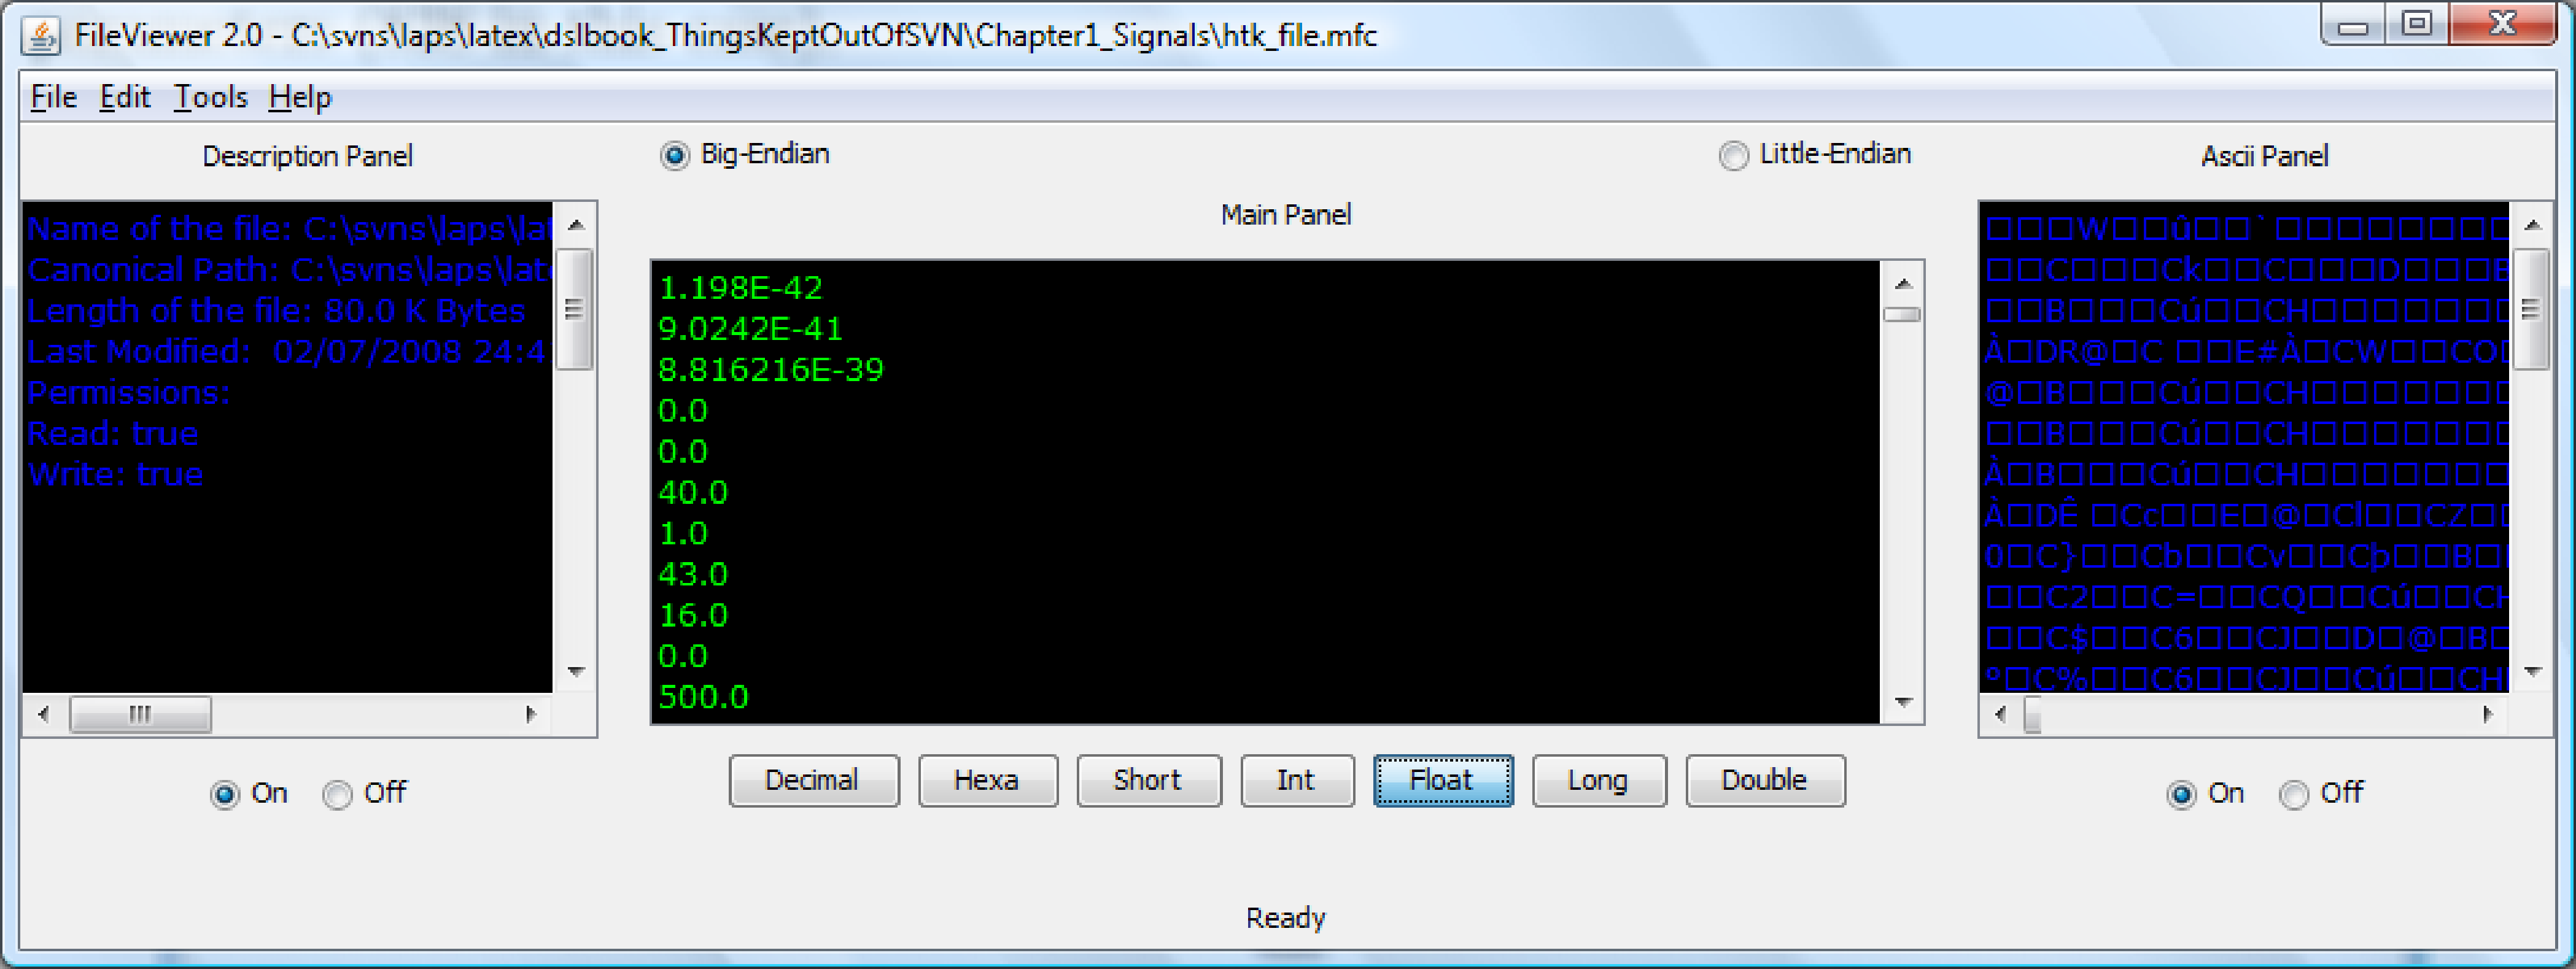 FileViewer 2.0 - C:\svns\laps\latex\dslbook_ThingsKeptOutOfSVN\Chapter1_Signals\htk_file.mfc
File Edit Tools Help
Description Panel
Big-Endian
Little-Endian
Ascii Panel
Main Panel
Name of the file: C:\svns\laps\lat
Canonical Path: C:\svns\laps\late
Length of the file: 80.0 K Bytes
Last Modified:  02/07/2008 24:4
Permissions:
Read: true
Write: true
1.198E-42
9.0242E-41
8.816216E-39
0.0
0.0
40.0
1.0
43.0
16.0
0.0
500.0
□□□W□□û□□`□□□□□□□□
□□C□□□Ck□□C□□□D□□□E
□□B□□□Cú□□CH□□□□□□□
À□DR@□C □□E#À□CW□□CO□
@□B□□□Cú□□CH□□□□□□□
□□B□□□Cú□□CH□□□□□□□
À□B□□□Cú□□CH□□□□□□□
À□DÊ □Cc□□E□@□Cl□□CZ□□
0□C}□□Cb□□Cv□□Cþ□□B□
□□C2□□C=□□CQ□□Cú□□CH
□□C$□□C6□□CJ□□D□@□B□
º□C%□□C6□□CJ□□Cú□□CH
On Off
Decimal Hexa Short Int Float Long Double
On Off
Ready